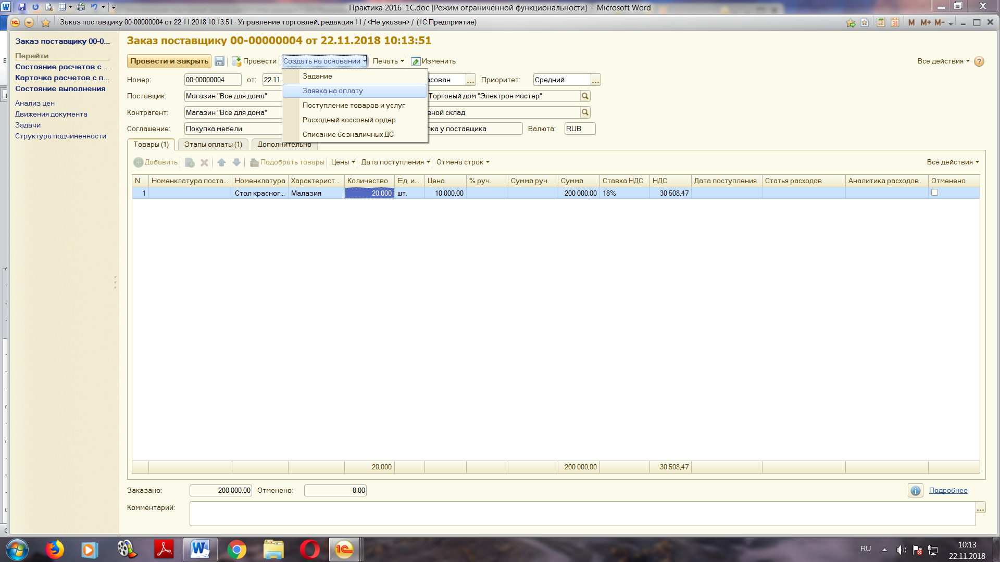 Практика 2016 1С.doc [Режим ограниченной функциональности] - Microsoft Word
Заказ поставщику 00-00000004 от 22.11.2018 10:13:51 - Управление торговлей, редакция 11 / <Не указан> / (1С:Предприятие)
M M+ M-
31
Заказ поставщику 00-0...
Перейти
Состояние расчетов с ...
Карточка расчетов с п...
Состояние выполнения
Анализ цен
Движения документа
Задачи
Структура подчиненности
Заказ поставщику 00-00000004 от 22.11.2018 10:13:51
Провести и закрыть Провести Создать на основании Печать Изменить Все действия
Номер: 00-00000004 от: 22.11. асован ... Приоритет: Средний ...
Поставщик: Магазин "Все для дома" Торговый дом "Электрон мастер"
Контрагент: Магазин "Все для дома" вной склад
Соглашение: Покупка мебели пка у поставщика Валюта: RUB
Задание
Заявка на оплату
Поступление товаров и услуг
Расходный кассовый ордер
Списание безналичных ДС
Товары (1) Этапы оплаты (1) Дополнительно
Добавить Подобрать товары Цены Дата поступления Отмена строк Все действия
N Номенклатура поста... Номенклатура Характерист... Количество Ед. и... Цена % руч. Сумма руч. Сумма Ставка НДС НДС Дата поступления Статья расходов Аналитика расходов Отменено
1 Стол красног... Малазия 20,000 шт. 10 000,00 200 000,00 18% 30 508,47
20,000 200 000,00 30 508,47
Заказано: 200 000,00 Отменено: 0,00 Подробнее
Комментарий: ...
RU 10:13
22.11.2018